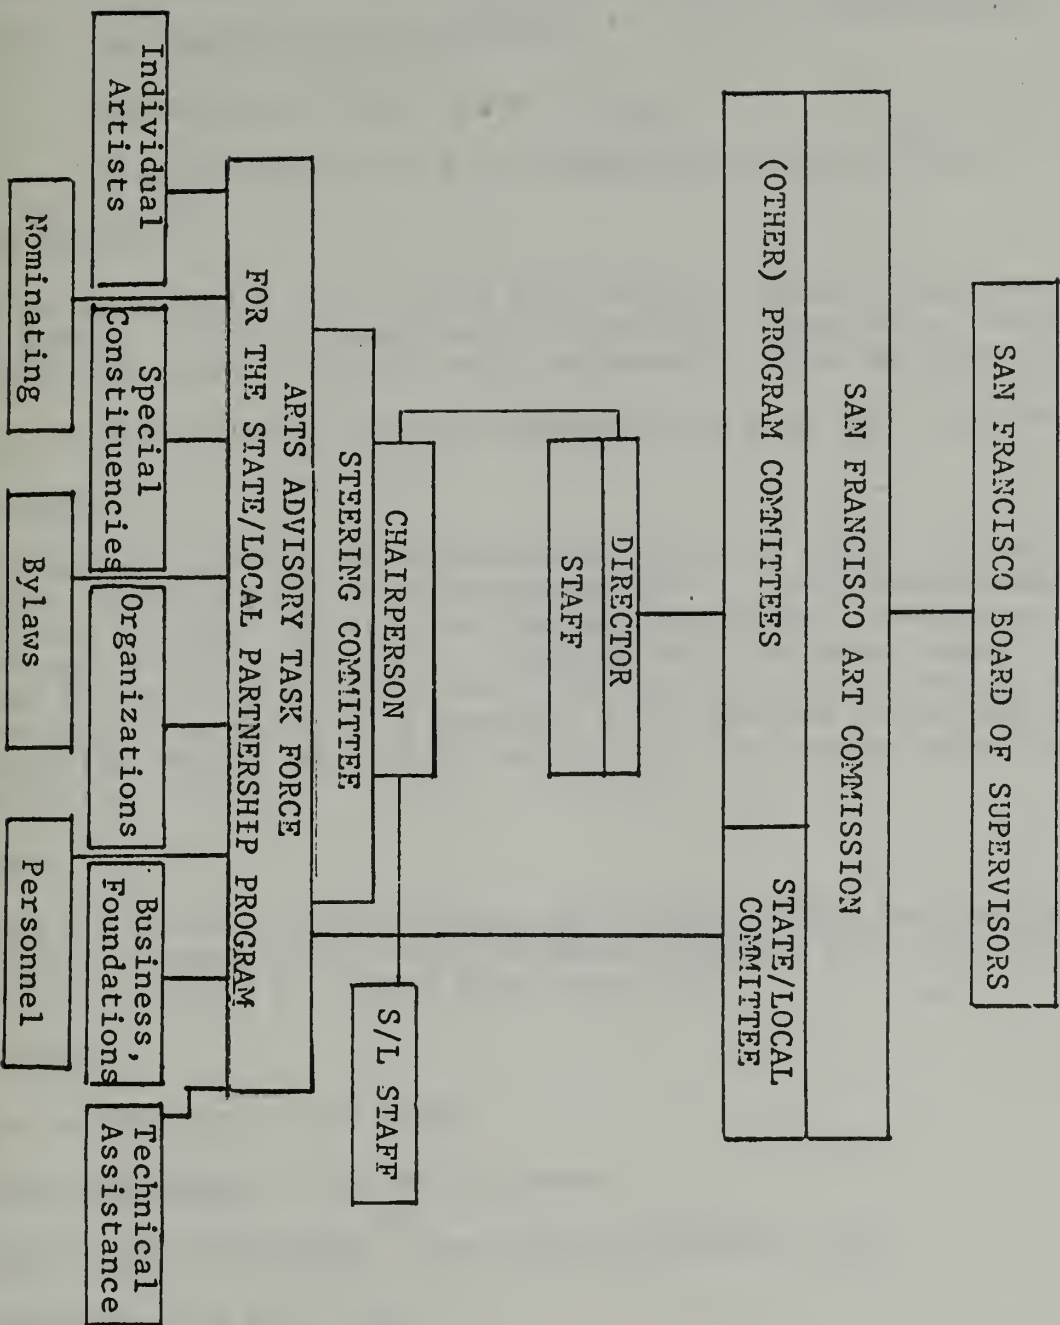 SAN FRANCISCO BOARD OF SUPERVISORS
SAN FRANCISCO ART COMMISSION
(OTHER) PROGRAM COMMITTEES
STATE/LOCAL
COMMITTEE
DIRECTOR
STAFF
CHAIRPERSON
S/L STAFF
STEERING COMMITTEE
ARTS ADVISORY TASK FORCE
FOR THE STATE/LOCAL PARTNERSHIP PROGRAM
Individual
Artists
Special
Constituencies
Organizations
Business,
Foundations
Technical
Assistance
Nominating
Bylaws
Personnel